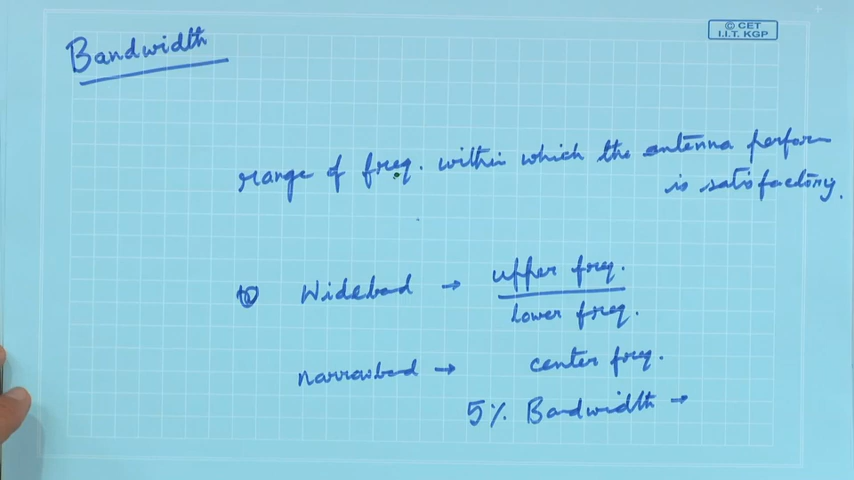 Bandwidth
© CET
I.I.T. KGP
range of freq. within which the antenna perform
is satisfactory.
Wideband → upper freq.
lower freq.
narrowband → center freq.
5% Bandwidth →